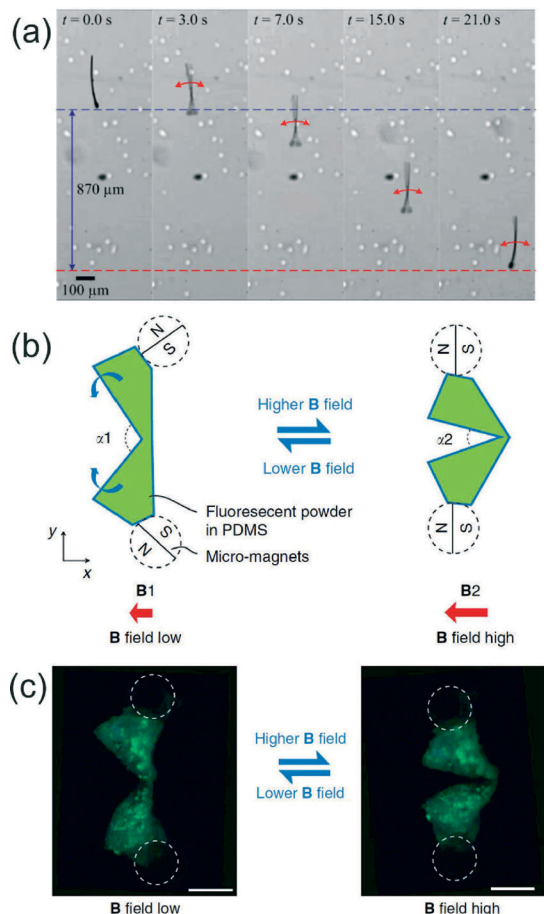 (a)
t = 0.0 s t = 3.0 s t = 7.0 s t = 15.0 s t = 21.0 s
870 µm
100 µm
(b)
N S
N S
Higher B field
Lower B field
α1
α2
Fluorescent powder
in PDMS
S N
N S
Micro-magnets
y
x
B1
B2
B field low
B field high
(c)
Higher B field
Lower B field
B field low
B field high